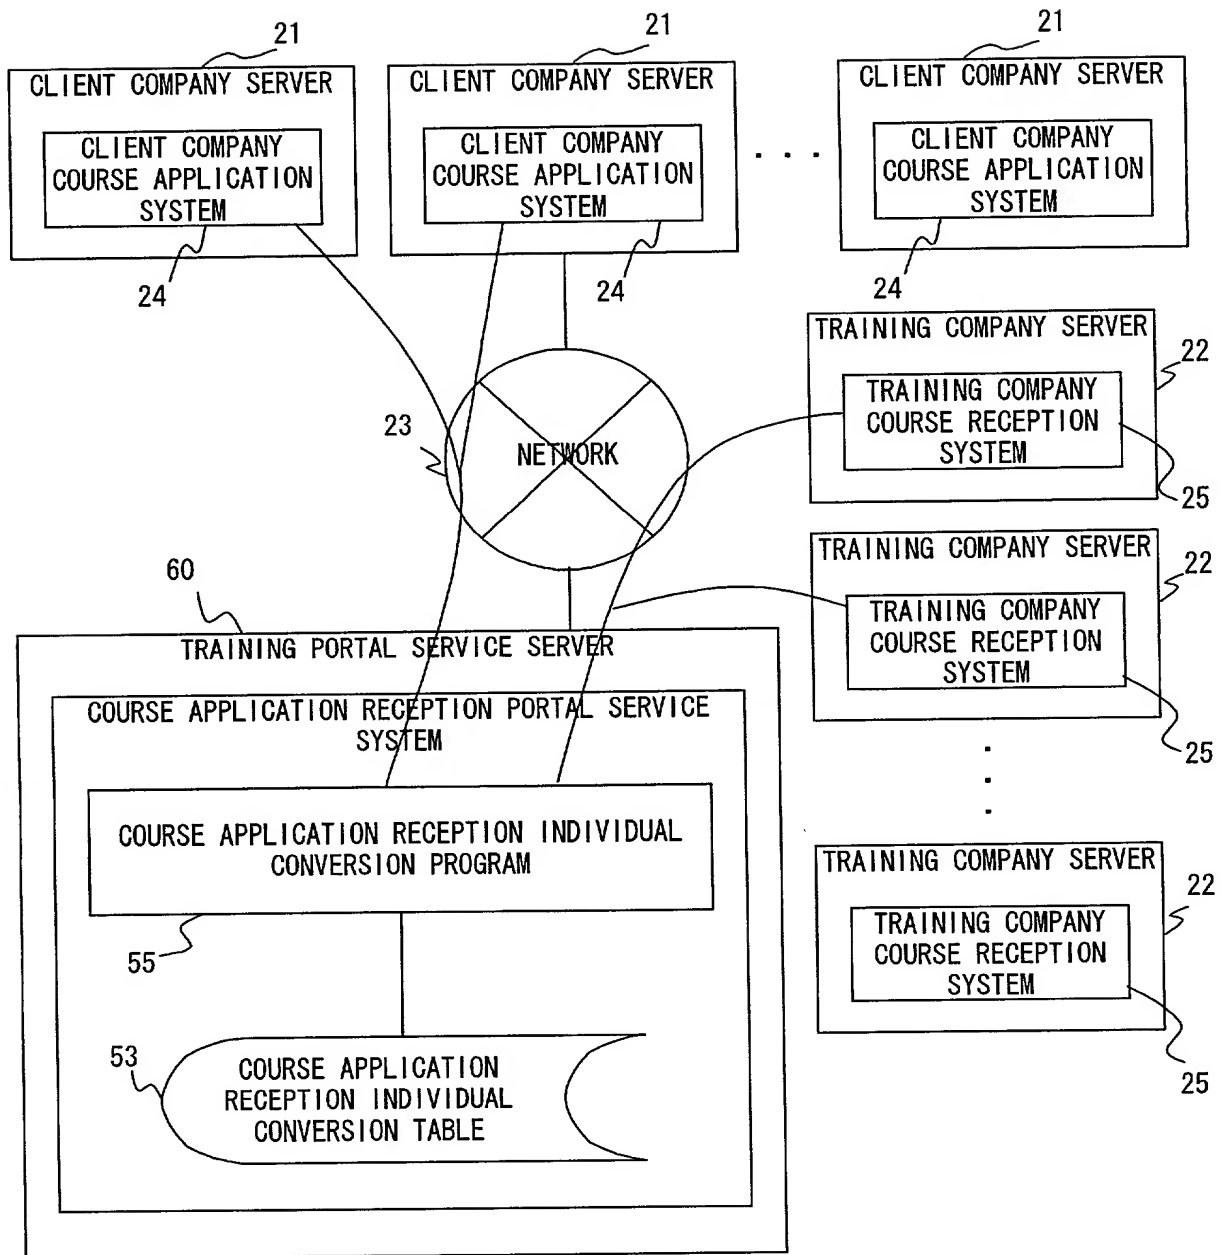 21
CLIENT COMPANY SERVER
CLIENT COMPANY
COURSE APPLICATION
SYSTEM
24
21
CLIENT COMPANY SERVER
CLIENT COMPANY
COURSE APPLICATION
SYSTEM
24
. . .
21
CLIENT COMPANY SERVER
CLIENT COMPANY
COURSE APPLICATION
SYSTEM
24
23
NETWORK
TRAINING COMPANY SERVER
22
TRAINING COMPANY
COURSE RECEPTION
SYSTEM
25
TRAINING COMPANY SERVER
22
TRAINING COMPANY
COURSE RECEPTION
SYSTEM
25
.
.
.
TRAINING COMPANY SERVER
22
TRAINING COMPANY
COURSE RECEPTION
SYSTEM
25
60
TRAINING PORTAL SERVICE SERVER
COURSE APPLICATION RECEPTION PORTAL SERVICE
SYSTEM
COURSE APPLICATION RECEPTION INDIVIDUAL
CONVERSION PROGRAM
55
53
COURSE APPLICATION
RECEPTION INDIVIDUAL
CONVERSION TABLE